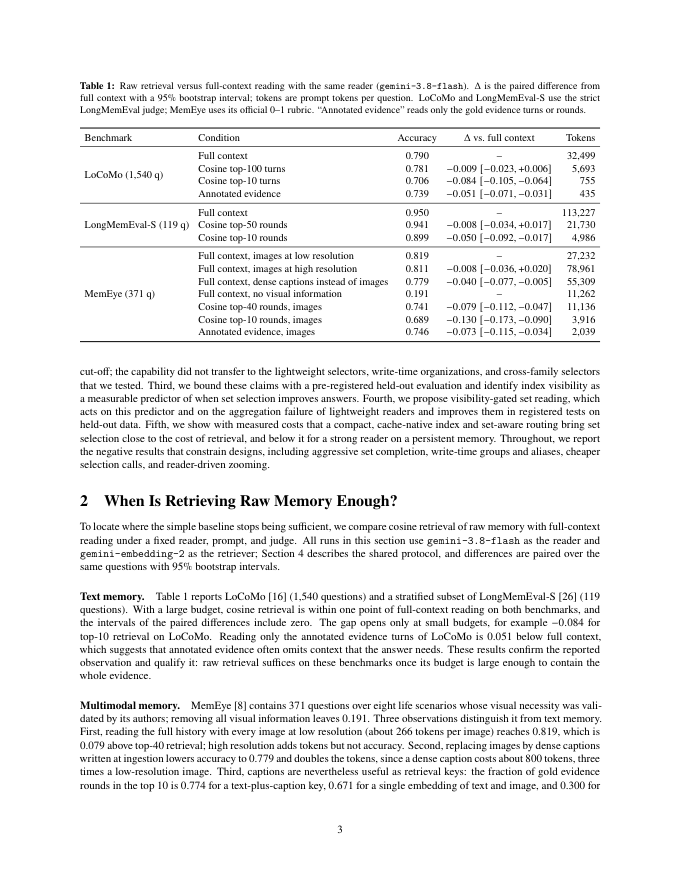 Table 1: Raw retrieval versus full-context reading with the same reader (gemini-3.8-flash). Δ is the paired difference from
full context with a 95% bootstrap interval; tokens are prompt tokens per question. LoCoMo and LongMemEval-S use the strict
LongMemEval judge; MemEye uses its official 0–1 rubric. “Annotated evidence” reads only the gold evidence turns or rounds.
Benchmark Condition Accuracy Δ vs. full context Tokens
LoCoMo (1,540 q)
Full context 0.790 – 32,499
Cosine top-100 turns 0.781 −0.009 [−0.023, +0.006] 5,693
Cosine top-10 turns 0.706 −0.084 [−0.105, −0.064] 755
Annotated evidence 0.739 −0.051 [−0.071, −0.031] 435
LongMemEval-S (119 q)
Full context 0.950 – 113,227
Cosine top-50 rounds 0.941 −0.008 [−0.034, +0.017] 21,730
Cosine top-10 rounds 0.899 −0.050 [−0.092, −0.017] 4,986
MemEye (371 q)
Full context, images at low resolution 0.819 – 27,232
Full context, images at high resolution 0.811 −0.008 [−0.036, +0.020] 78,961
Full context, dense captions instead of images 0.779 −0.040 [−0.077, −0.005] 55,309
Full context, no visual information 0.191 – 11,262
Cosine top-40 rounds, images 0.741 −0.079 [−0.112, −0.047] 11,136
Cosine top-10 rounds, images 0.689 −0.130 [−0.173, −0.090] 3,916
Annotated evidence, images 0.746 −0.073 [−0.115, −0.034] 2,039
cut-off; the capability did not transfer to the lightweight selectors, write-time organizations, and cross-family selectors
that we tested. Third, we bound these claims with a pre-registered held-out evaluation and identify index visibility as
a measurable predictor of when set selection improves answers. Fourth, we propose visibility-gated set reading, which
acts on this predictor and on the aggregation failure of lightweight readers and improves them in registered tests on
held-out data. Fifth, we show with measured costs that a compact, cache-native index and set-aware routing bring set
selection close to the cost of retrieval, and below it for a strong reader on a persistent memory. Throughout, we report
the negative results that constrain designs, including aggressive set completion, write-time groups and aliases, cheaper
selection calls, and reader-driven zooming.
2 When Is Retrieving Raw Memory Enough?
To locate where the simple baseline stops being sufficient, we compare cosine retrieval of raw memory with full-context
reading under a fixed reader, prompt, and judge. All runs in this section use gemini-3.8-flash as the reader and
gemini-embedding-2 as the retriever; Section 4 describes the shared protocol, and differences are paired over the
same questions with 95% bootstrap intervals.
Text memory. Table 1 reports LoCoMo [16] (1,540 questions) and a stratified subset of LongMemEval-S [26] (119
questions). With a large budget, cosine retrieval is within one point of full-context reading on both benchmarks, and
the intervals of the paired differences include zero. The gap opens only at small budgets, for example −0.084 for
top-10 retrieval on LoCoMo. Reading only the annotated evidence turns of LoCoMo is 0.051 below full context,
which suggests that annotated evidence often omits context that the answer needs. These results confirm the reported
observation and qualify it: raw retrieval suffices on these benchmarks once its budget is large enough to contain the
whole evidence.
Multimodal memory. MemEye [8] contains 371 questions over eight life scenarios whose visual necessity was vali-
dated by its authors; removing all visual information leaves 0.191. Three observations distinguish it from text memory.
First, reading the full history with every image at low resolution (about 266 tokens per image) reaches 0.819, which is
0.079 above top-40 retrieval; high resolution adds tokens but not accuracy. Second, replacing images by dense captions
written at ingestion lowers accuracy to 0.779 and doubles the tokens, since a dense caption costs about 800 tokens, three
times a low-resolution image. Third, captions are nevertheless useful as retrieval keys: the fraction of gold evidence
rounds in the top 10 is 0.774 for a text-plus-caption key, 0.671 for a single embedding of text and image, and 0.300 for
3